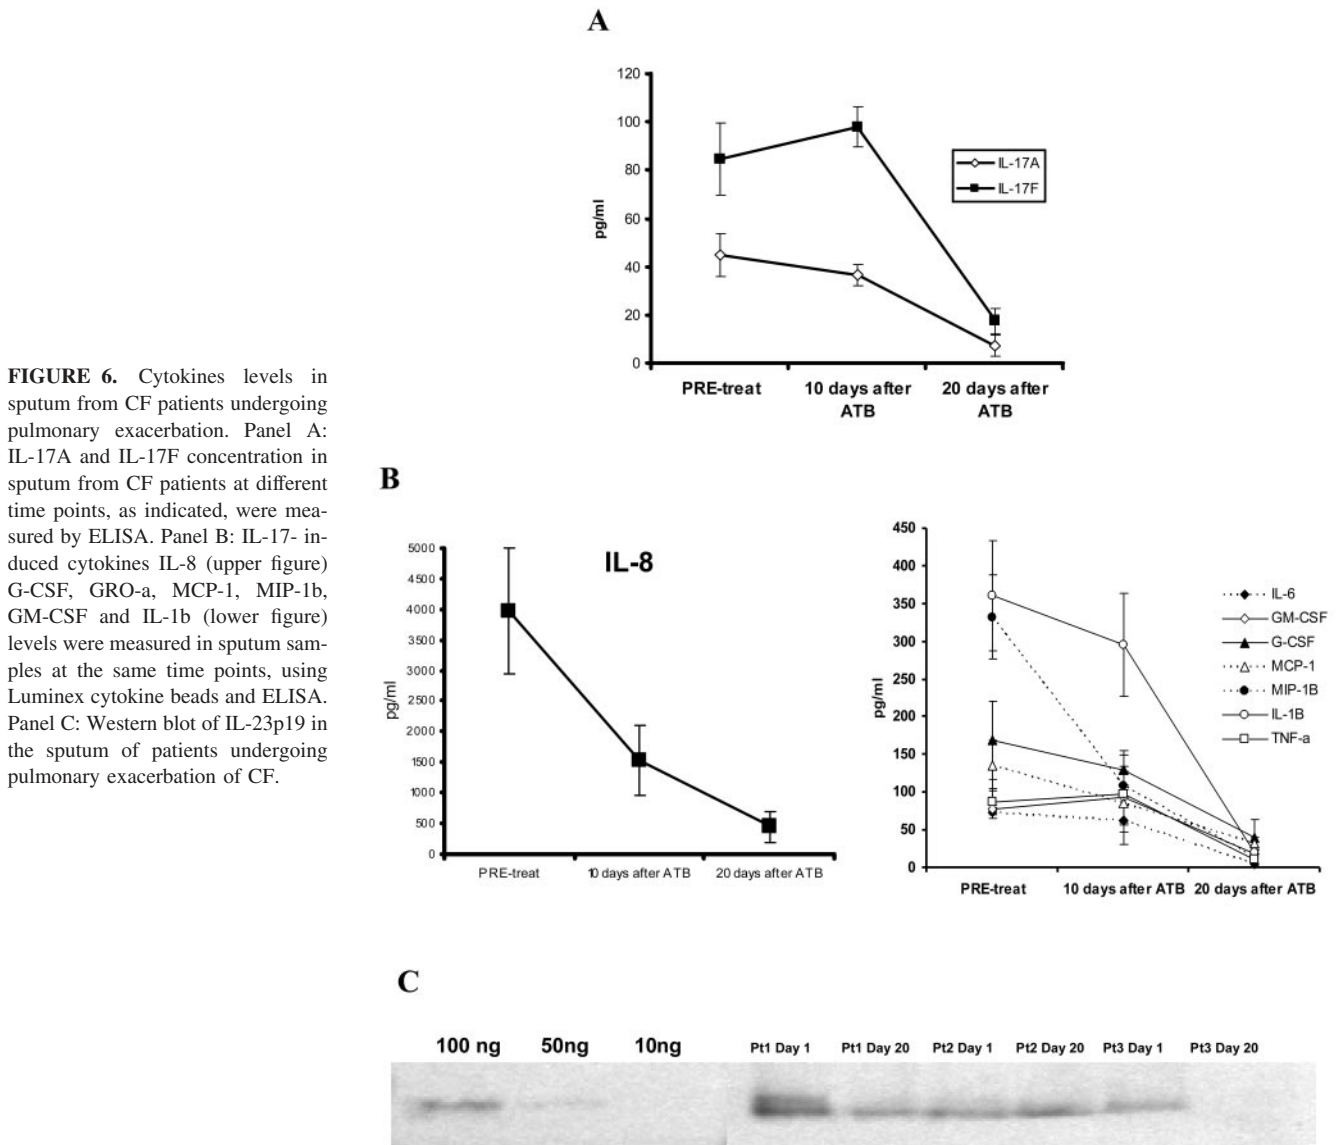 A
120
100
80
60
40
20
0
pg/ml
IL-17A
IL-17F
PRE-treat
10 days after
ATB
20 days after
ATB
FIGURE 6. Cytokines levels in
sputum from CF patients undergoing
pulmonary exacerbation. Panel A:
IL-17A and IL-17F concentration in
sputum from CF patients at different
time points, as indicated, were mea-
sured by ELISA. Panel B: IL-17- in-
duced cytokines IL-8 (upper figure)
G-CSF, GRO-a, MCP-1, MIP-1b,
GM-CSF and IL-1b (lower figure)
levels were measured in sputum sam-
ples at the same time points, using
Luminex cytokine beads and ELISA.
Panel C: Western blot of IL-23p19 in
the sputum of patients undergoing
pulmonary exacerbation of CF.
B
IL-8
5000
4500
4000
3500
3000
2500
2000
1500
1000
500
0
pg/ml
PRE-treat
10 days after ATB
20 days after ATB
450
400
350
300
250
200
150
100
50
0
pg/ml
IL-6
GM-CSF
G-CSF
MCP-1
MIP-1B
IL-1B
TNF-a
PRE-treat
10 days after ATB
20 days after ATB
C
100 ng 50ng 10ng Pt1 Day 1 Pt1 Day 20 Pt2 Day 1 Pt2 Day 20 Pt3 Day 1 Pt3 Day 20